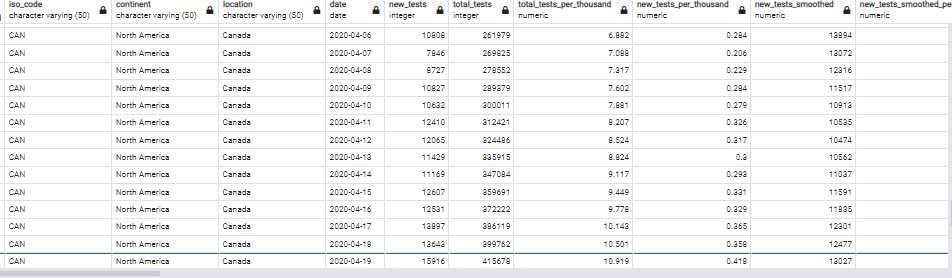 iso_code continent location date new_tests total_tests total_tests_per_thousand new_tests_per_thousand new_tests_smoothed new_tests_smoothed_pe
character varying (50) character varying (50) character varying (50) date integer integer numeric numeric numeric numeric
CAN North America Canada 2020-04-06 10808 261979 6.882 0.284 13894
CAN North America Canada 2020-04-07 7846 269825 7.088 0.206 13072
CAN North America Canada 2020-04-08 8727 278552 7.317 0.229 12316
CAN North America Canada 2020-04-09 10827 289379 7.602 0.284 11517
CAN North America Canada 2020-04-10 10632 300011 7.881 0.279 10913
CAN North America Canada 2020-04-11 12410 312421 8.207 0.326 10535
CAN North America Canada 2020-04-12 12065 324486 8.524 0.317 10474
CAN North America Canada 2020-04-13 11429 335915 8.824 0.3 10562
CAN North America Canada 2020-04-14 11169 347084 9.117 0.293 11037
CAN North America Canada 2020-04-15 12607 359691 9.449 0.331 11591
CAN North America Canada 2020-04-16 12531 372222 9.778 0.329 11835
CAN North America Canada 2020-04-17 13897 386119 10.143 0.365 12301
CAN North America Canada 2020-04-18 13643 399762 10.501 0.358 12477
CAN North America Canada 2020-04-19 15916 415678 10.919 0.418 13027